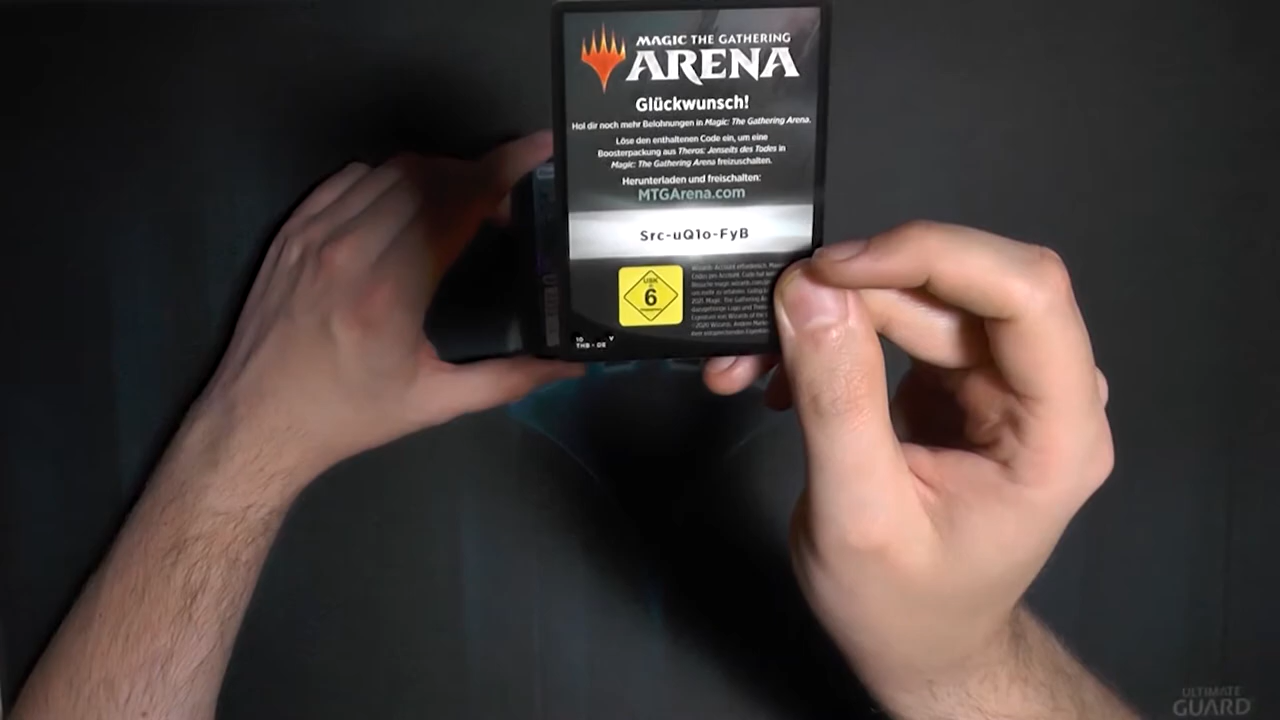 MAGIC THE GATHERING
ARENA
Glückwunsch!
Hol dir noch mehr Belohnungen in Magic: The Gathering Arena.
Löse den enthaltenen Code ein, um eine
Boosterpackung aus Theros: Jenseits des Todes in
Magic: The Gathering Arena freizuschalten.
Herunterladen und freischalten:
MTGArena.com
Src-uQ1o-FyB
USK
6
10
THB • DE
ULTIMATE
GUARD